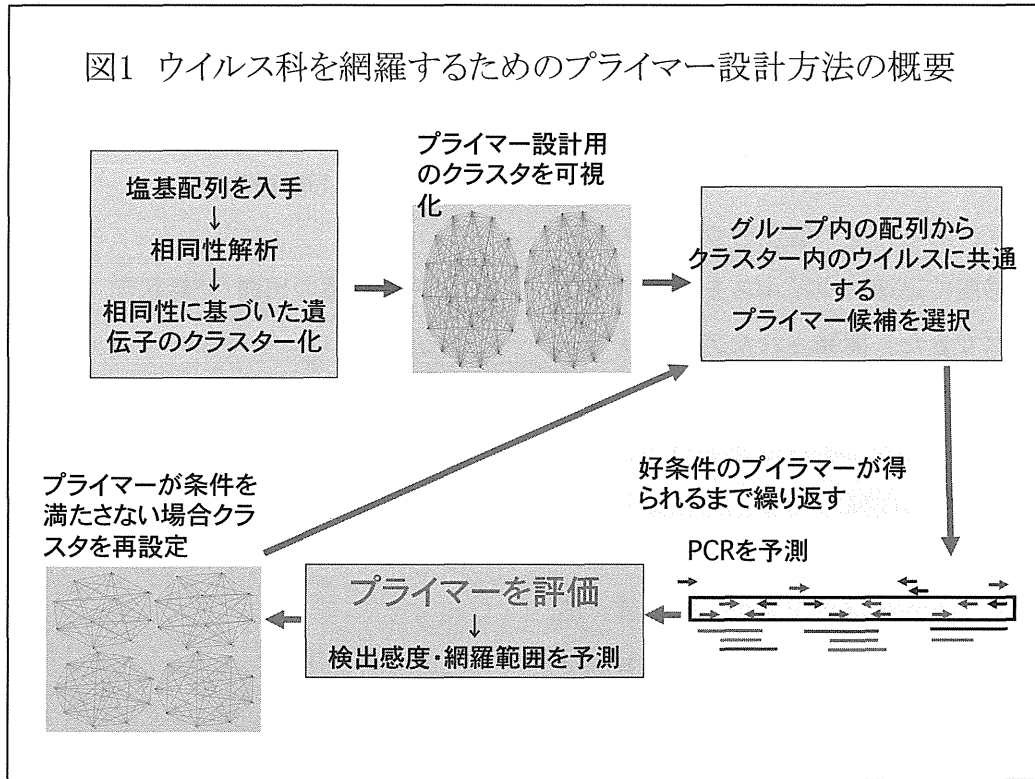 図1 ウイルス科を網羅するためのプライマー設計方法の概要
塩基配列を入手
↓
相同性解析
↓
相同性に基づいた遺
伝子のクラスター化
プライマー設計用
のクラスタを可視
化
グループ内の配列から
クラスター内のウイルスに共通
する
プライマー候補を選択
好条件のプイラマーが得
られるまで繰り返す
PCRを予測
プライマーを評価
↓
検出感度・網羅範囲を予測
プライマーが条件を
満たさない場合クラ
スタを再設定